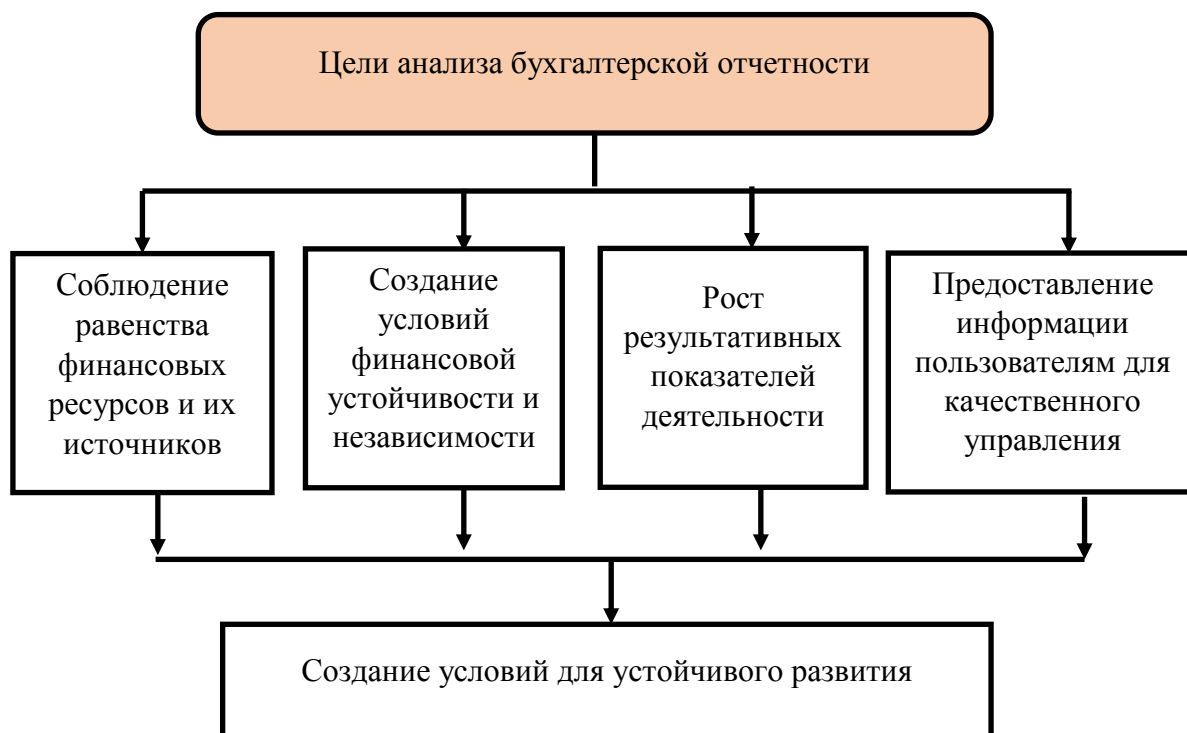 Цели анализа бухгалтерской отчетности
Соблюдение
равенства
финансовых
ресурсов и их
источников
Создание
условий
финансовой
устойчивости и
независимости
Рост
результативных
показателей
деятельности
Предоставление
информации
пользователям для
качественного
управления
Создание условий для устойчивого развития